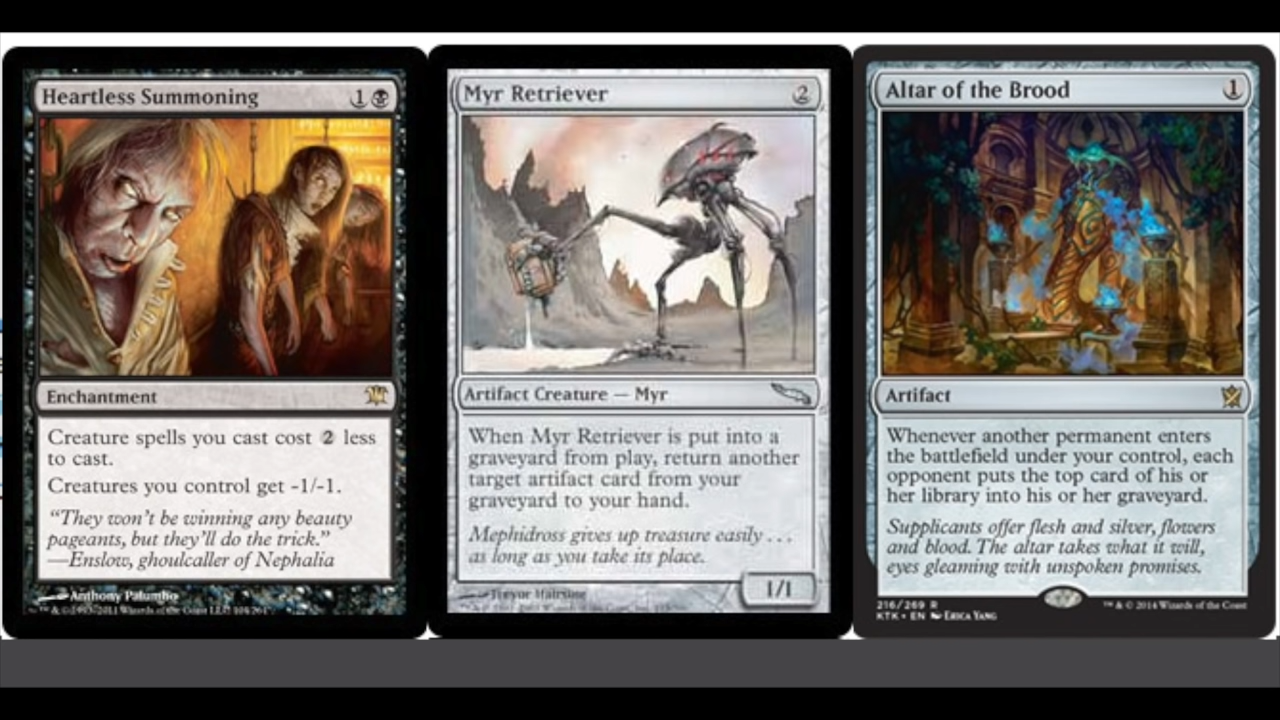 Heartless Summoning 1
Enchantment
Creature spells you cast cost 2 less
to cast.
Creatures you control get -1/-1.
“They won’t be winning any beauty
pageants, but they’ll do the trick.”
—Enslow, ghoulcaller of Nephalia
Anthony Palumbo
Myr Retriever 2
Artifact Creature — Myr
When Myr Retriever is put into a
graveyard from play, return another
target artifact card from your
graveyard to your hand.
Mephidross gives up treasure easily . . .
as long as you take its place.
1/1
Trevor Hairsine
Altar of the Brood 1
Artifact
Whenever another permanent enters
the battlefield under your control, each
opponent puts the top card of his or
her library into his or her graveyard.
Supplicants offer flesh and silver, flowers
and blood. The altar takes what it will,
eyes gleaming with unspoken promises.
216/269 R
™ & © 2014 Wizards of the Coast
KTK • EN Erica Yang